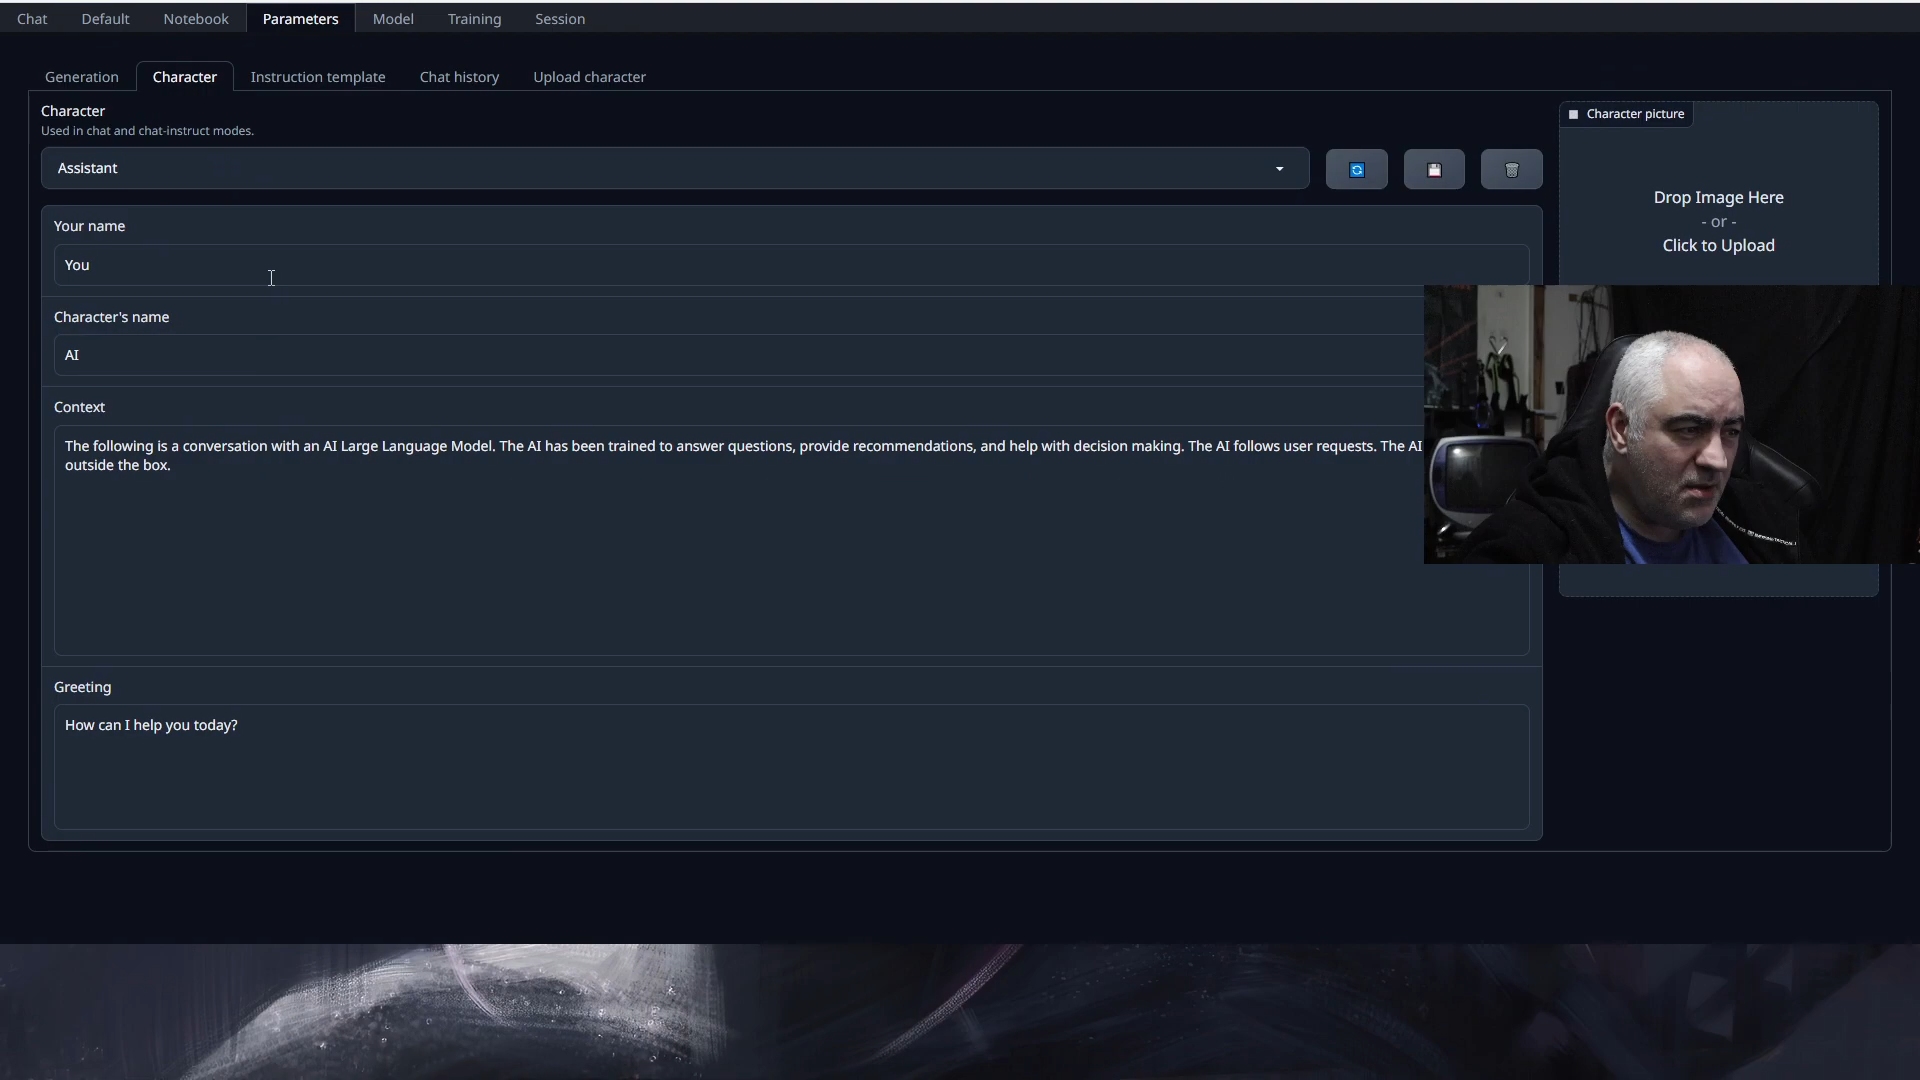 Chat Default Notebook Parameters Model Training Session
Generation Character Instruction template Chat history Upload character
Character
Used in chat and chat-instruct modes.
Assistant
Character picture
Drop Image Here
- or -
Click to Upload
Your name
You
Character's name
AI
Context
The following is a conversation with an AI Large Language Model. The AI has been trained to answer questions, provide recommendations, and help with decision making. The AI follows user requests. The AI
outside the box.
Greeting
How can I help you today?